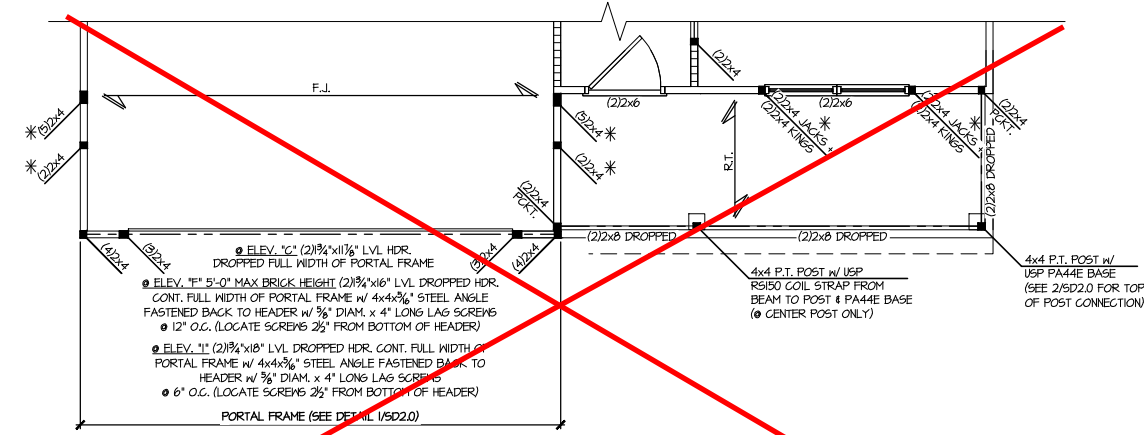 (2)2x4
F.J.
(2)2x6
(2)2x6
(5)2x4
(5)2x4
(2)2x4 JACKS
(2)2x4 KINGS
(2)2x4 JACKS
(2)2x4 KINGS
(2)2x4
PCKT.
(2)2x4
(2)2x4
R.T.
(2)2x8 DROPPED
(2)2x4
PCKT.
(4)2x4
(3)2x4
(3)2x4
(4)2x4
(2)2x8 DROPPED
(2)2x8 DROPPED
@ ELEV. "C" (2)1¾"x11⅞" LVL HDR.
DROPPED FULL WIDTH OF PORTAL FRAME
@ ELEV. "F" 5'-0" MAX BRICK HEIGHT (2)1¾"x16" LVL DROPPED HDR.
CONT. FULL WIDTH OF PORTAL FRAME W/ 4x4x5/16" STEEL ANGLE
FASTENED BACK TO HEADER W/ ⅝" DIAM. x 4" LONG LAG SCREWS
@ 12" O.C. (LOCATE SCREWS 2½" FROM BOTTOM OF HEADER)
@ ELEV. "I" (2)1¾"x18" LVL DROPPED HDR. CONT. FULL WIDTH OF
PORTAL FRAME W/ 4x4x5/16" STEEL ANGLE FASTENED BACK TO
HEADER W/ ⅝" DIAM. x 4" LONG LAG SCREWS
@ 6" O.C. (LOCATE SCREWS 2½" FROM BOTTOM OF HEADER)
PORTAL FRAME (SEE DETAIL 1/SD2.0)
4x4 P.T. POST W/ USP
RS150 COIL STRAP FROM
BEAM TO POST & PA44E BASE
(@ CENTER POST ONLY)
4x4 P.T. POST W/
USP PA44E BASE
(SEE 2/SD2.0 FOR TOP
OF POST CONNECTION)